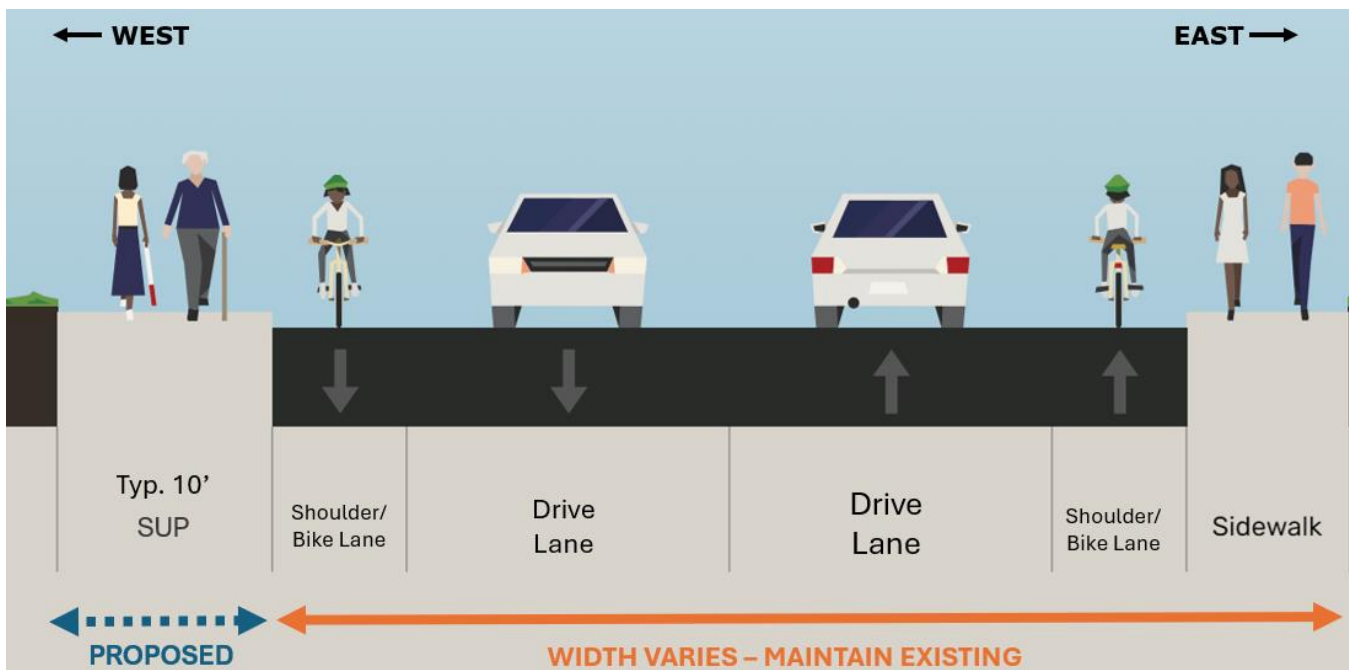 ← WEST
EAST →
Typ. 10’
SUP
Shoulder/
Bike Lane
Drive
Lane
Drive
Lane
Shoulder/
Bike Lane
Sidewalk
PROPOSED
WIDTH VARIES – MAINTAIN EXISTING